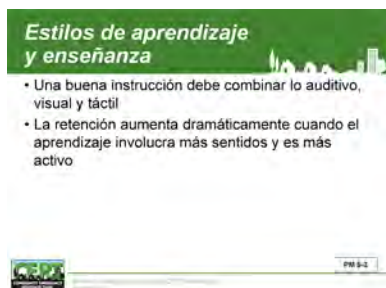 Estilos de aprendizaje
y enseñanza
• Una buena instrucción debe combinar lo auditivo,
visual y táctil
• La retención aumenta dramáticamente cuando el
aprendizaje involucra más sentidos y es más
activo